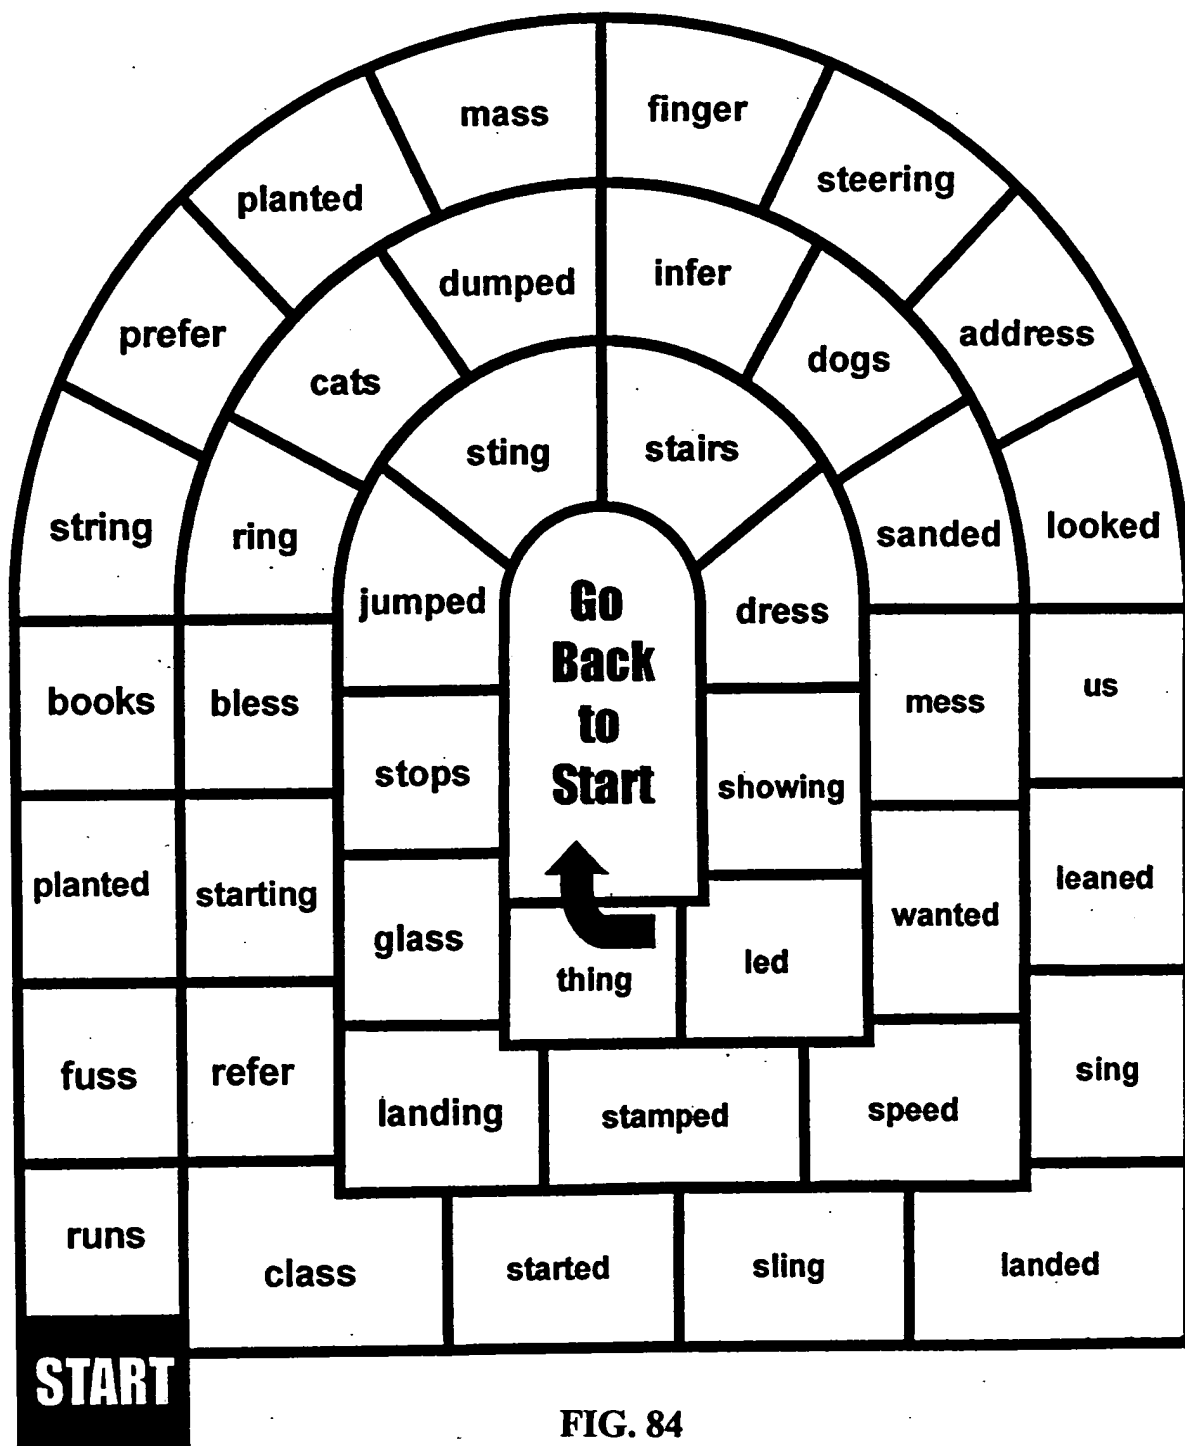 START
runs
fuss
planted
books
string
prefer
planted
mass
finger
steering
address
looked
us
leaned
sing
landed
sling
started
class
refer
starting
bless
ring
cats
dumped
infer
dogs
sanded
mess
wanted
speed
stamped
landing
glass
stops
jumped
sting
stairs
dress
showing
led
thing
Go
Back
to
Start
FIG. 84